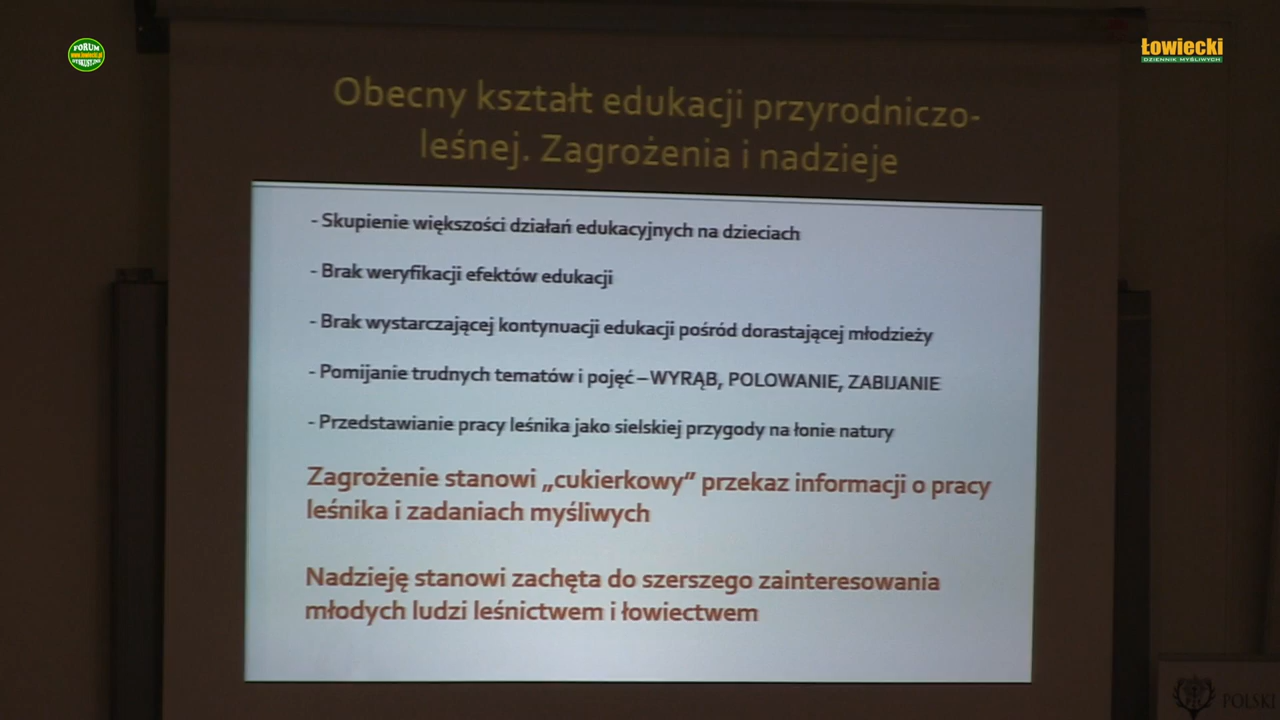 FORUM
www.lowiecki.pl
Łowiecki
DZIENNIK MYŚLIWYCH
Obecny kształt edukacji przyrodniczo-
leśnej. Zagrożenia i nadzieje
- Skupienie większości działań edukacyjnych na dzieciach
- Brak weryfikacji efektów edukacji
- Brak wystarczającej kontynuacji edukacji pośród dorastającej młodzieży
- Pomijanie trudnych tematów i pojęć – WYRĄB, POLOWANIE, ZABIJANIE
- Przedstawianie pracy leśnika jako sielskiej przygody na łonie natury
Zagrożenie stanowi „cukierkowy” przekaz informacji o pracy
leśnika i zadaniach myśliwych
Nadzieję stanowi zachęta do szerszego zainteresowania
młodych ludzi leśnictwem i łowiectwem